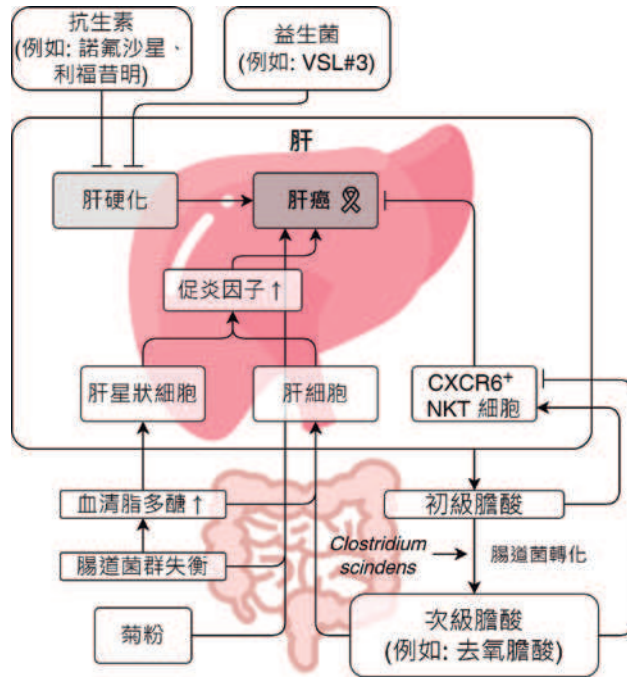 抗生素
(例如: 諾氟沙星、
利福昔明)
益生菌
(例如: VSL#3)
肝
肝硬化
肝癌
促炎因子↑
肝星狀細胞
肝細胞
CXCR6⁺
NKT 細胞
血清脂多醣↑
初級膽酸
Clostridium
scindens
腸道菌轉化
腸道菌群失衡
菊粉
次級膽酸
(例如: 去氧膽酸)